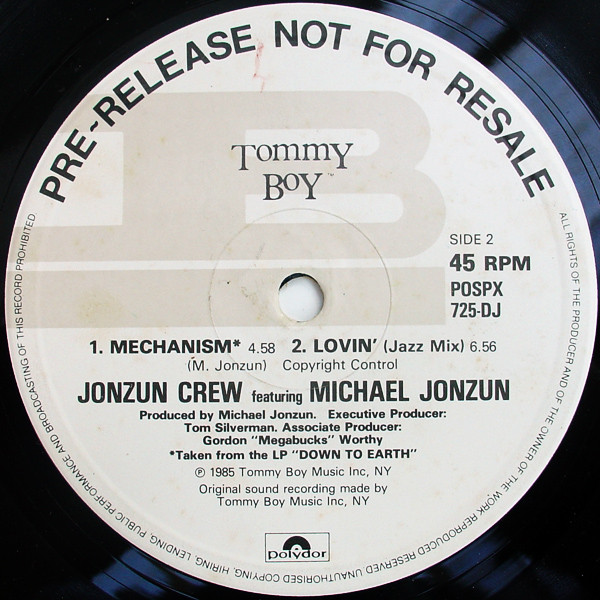 PRE-RELEASE NOT FOR RESALE
Tommy
Boy™
SIDE 2
45 RPM
POSPX
725-DJ
1. MECHANISM* 4.58 2. LOVIN' (Jazz Mix) 6.56
(M. Jonzun) Copyright Control
JONZUN CREW featuring MICHAEL JONZUN
Produced by Michael Jonzun. Executive Producer:
Tom Silverman. Associate Producer:
Gordon "Megabucks" Worthy
*Taken from the LP "DOWN TO EARTH"
℗ 1985 Tommy Boy Music Inc, NY
Original sound recording made by
Tommy Boy Music Inc, NY
polydor
ALL RIGHTS OF THE PRODUCER AND OF THE OWNER OF THE WORK REPRODUCED RESERVED. UNAUTHORISED COPYING, HIRING, LENDING, PUBLIC PERFORMANCE AND BROADCASTING OF THIS RECORD PROHIBITED